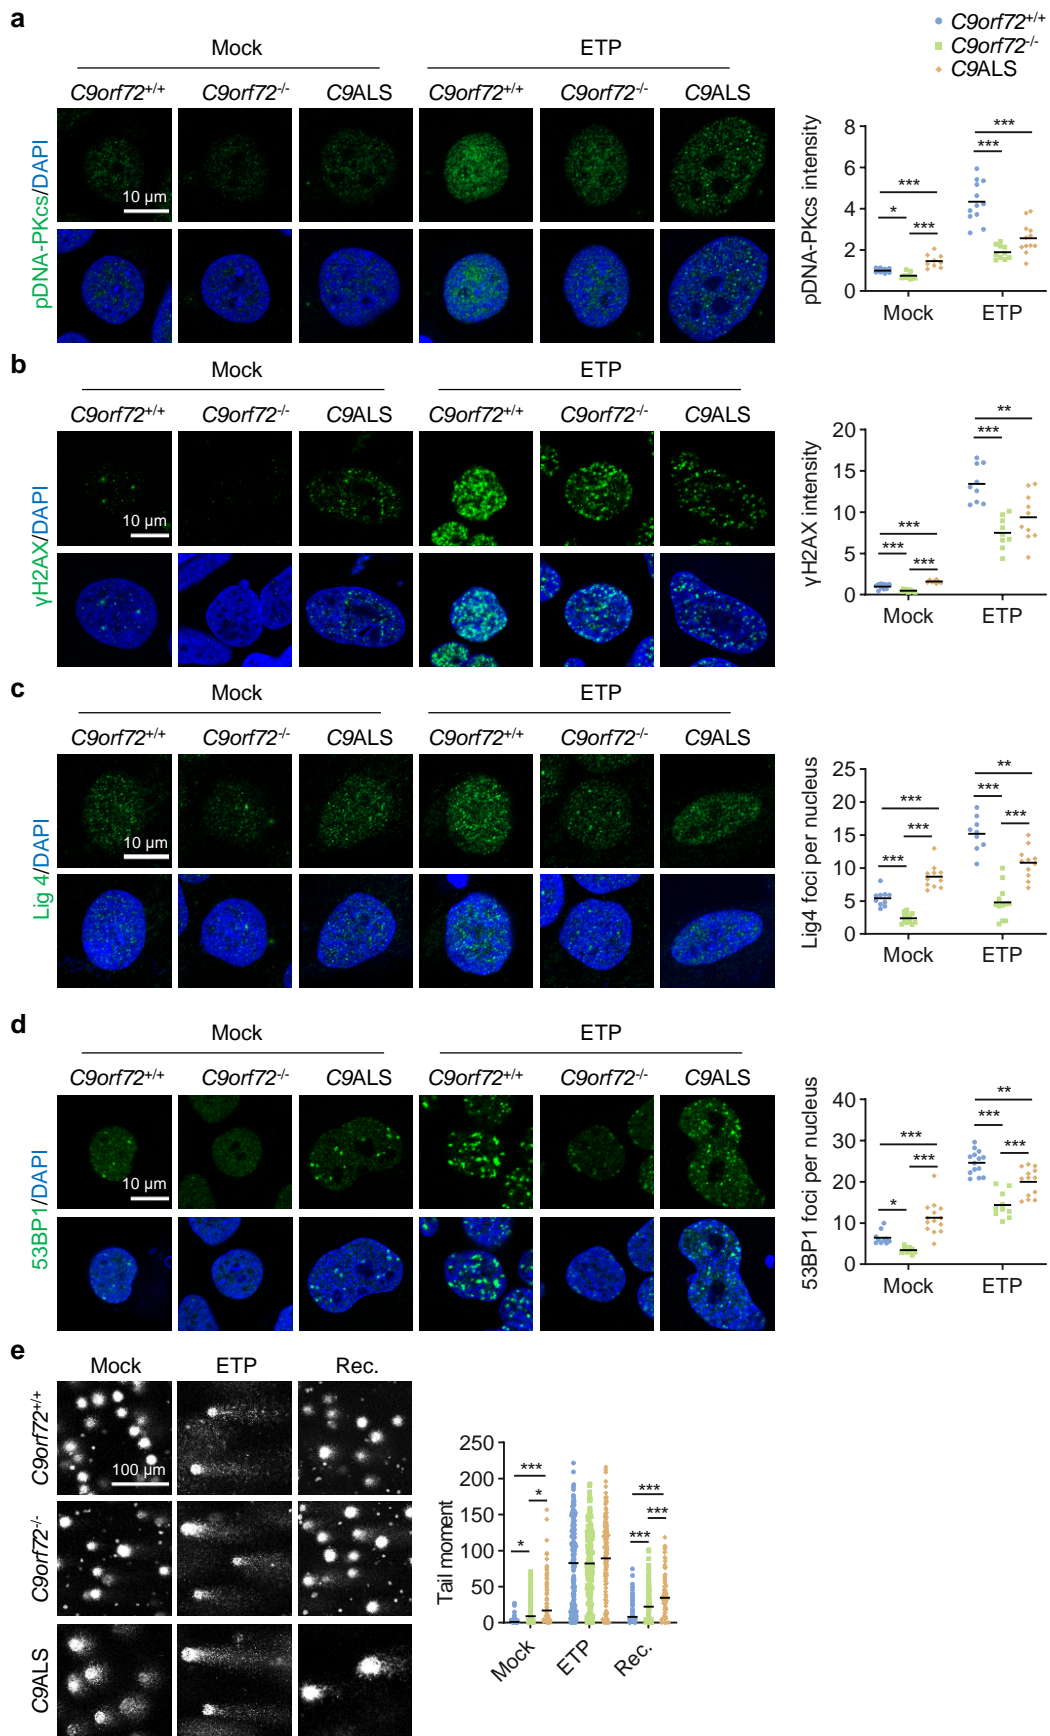 a
Mock
ETP
C9orf72+/+
C9orf72-/-
C9ALS
C9orf72+/+ C9orf72-/- C9ALS C9orf72+/+ C9orf72-/- C9ALS
pDNA-PKcs/DAPI
10 µm
pDNA-PKcs intensity
8
6
4
2
0
***
***
***
*
***
Mock ETP
b
Mock
ETP
C9orf72+/+ C9orf72-/- C9ALS C9orf72+/+ C9orf72-/- C9ALS
γH2AX/DAPI
10 µm
γH2AX intensity
20
15
10
5
0
**
***
***
***
***
Mock ETP
c
Mock
ETP
C9orf72+/+ C9orf72-/- C9ALS C9orf72+/+ C9orf72-/- C9ALS
Lig 4/DAPI
10 µm
Lig4 foci per nucleus
25
20
15
10
5
0
**
***
***
***
***
***
Mock ETP
d
Mock
ETP
C9orf72+/+ C9orf72-/- C9ALS C9orf72+/+ C9orf72-/- C9ALS
53BP1/DAPI
10 µm
53BP1 foci per nucleus
40
30
20
10
0
**
***
***
***
***
*
Mock ETP
e
Mock ETP Rec.
C9orf72+/+
100 µm
C9orf72-/-
C9ALS
Tail moment
250
200
150
100
50
0
***
*
*
***
***
***
Mock
ETP
Rec.